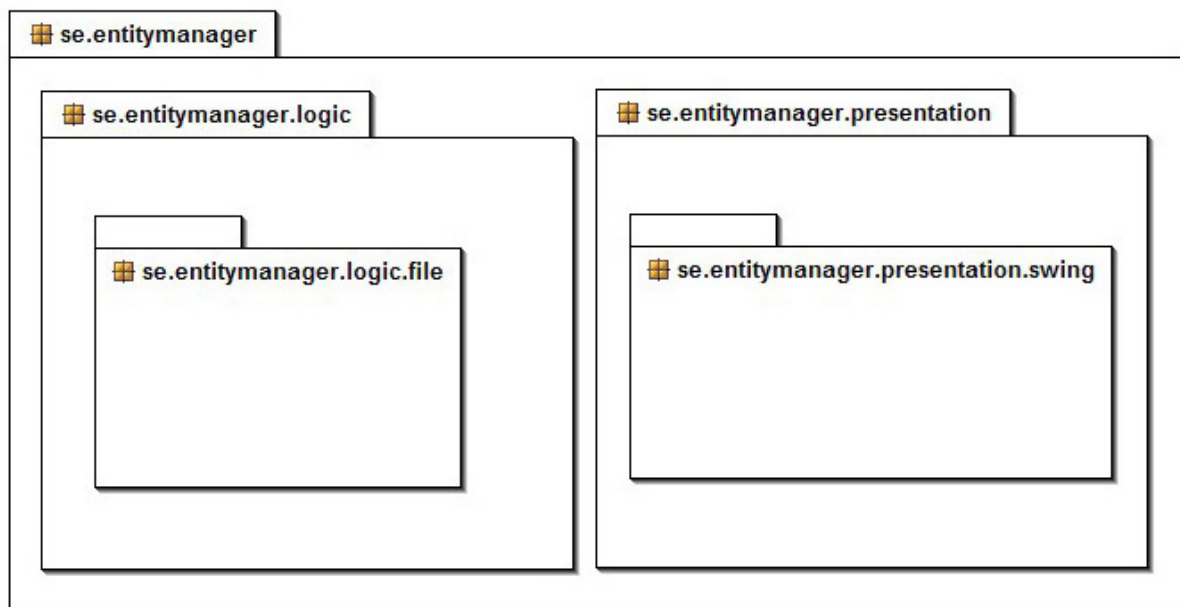 se.entitymanager
se.entitymanager.logic
se.entitymanager.presentation
se.entitymanager.logic.file
se.entitymanager.presentation.swing